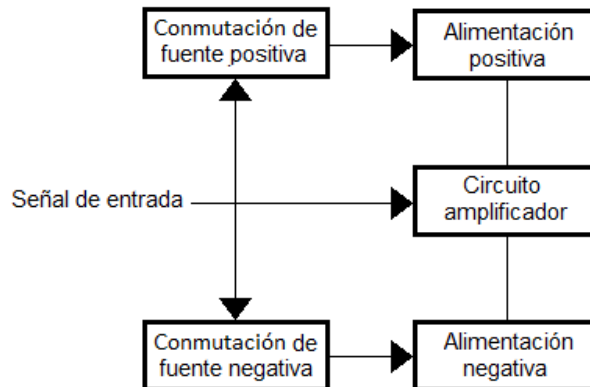 Conmutación de
fuente positiva
Alimentación
positiva
Señal de entrada
Circuito
amplificador
Conmutación de
fuente negativa
Alimentación
negativa